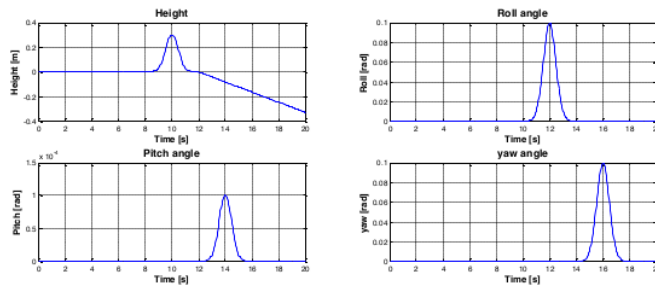 Height
Height [m]
0.4
0.2
0
-0.2
-0.4
0 2 4 6 8 10 12 14 16 18 20
Time [s]
Roll angle
Roll [rad]
0.1
0.08
0.06
0.04
0.02
0
0 2 4 6 8 10 12 14 16 18 20
Time [s]
Pitch angle
x 10⁻⁴
Pitch [rad]
1.5
1
0.5
0
0 2 4 6 8 10 12 14 16 18 20
Time [s]
yaw angle
yaw [rad]
0.1
0.08
0.06
0.04
0.02
0
0 2 4 6 8 10 12 14 16 18 20
Time [s]